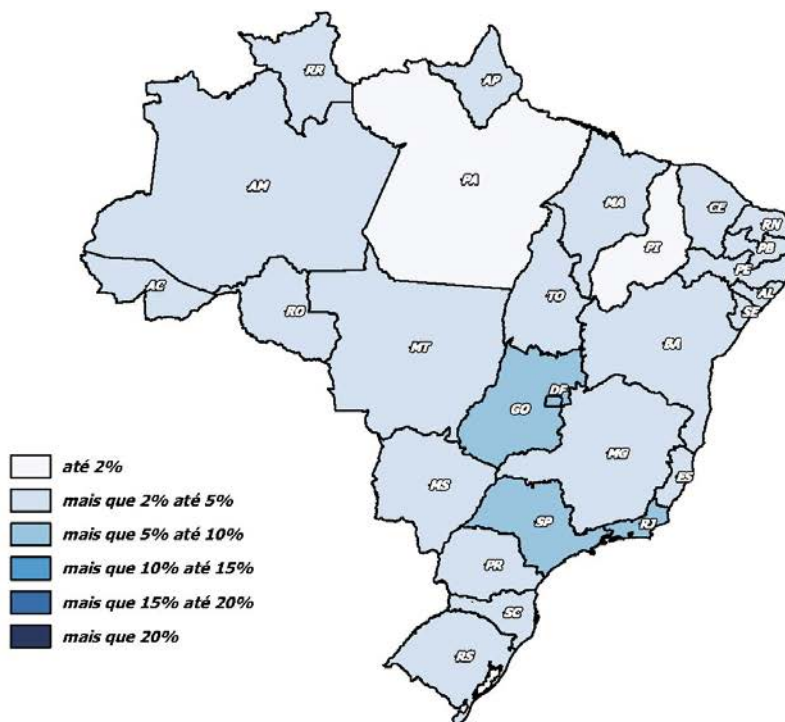 RR
AP
AM
PA
MA
CE
RN
PB
PI
PE
AC
AL
TO
SE
RO
BA
MT
DF
GO
MG
ES
MS
SP
RJ
PR
SC
RS
até 2%
mais que 2% até 5%
mais que 5% até 10%
mais que 10% até 15%
mais que 15% até 20%
mais que 20%